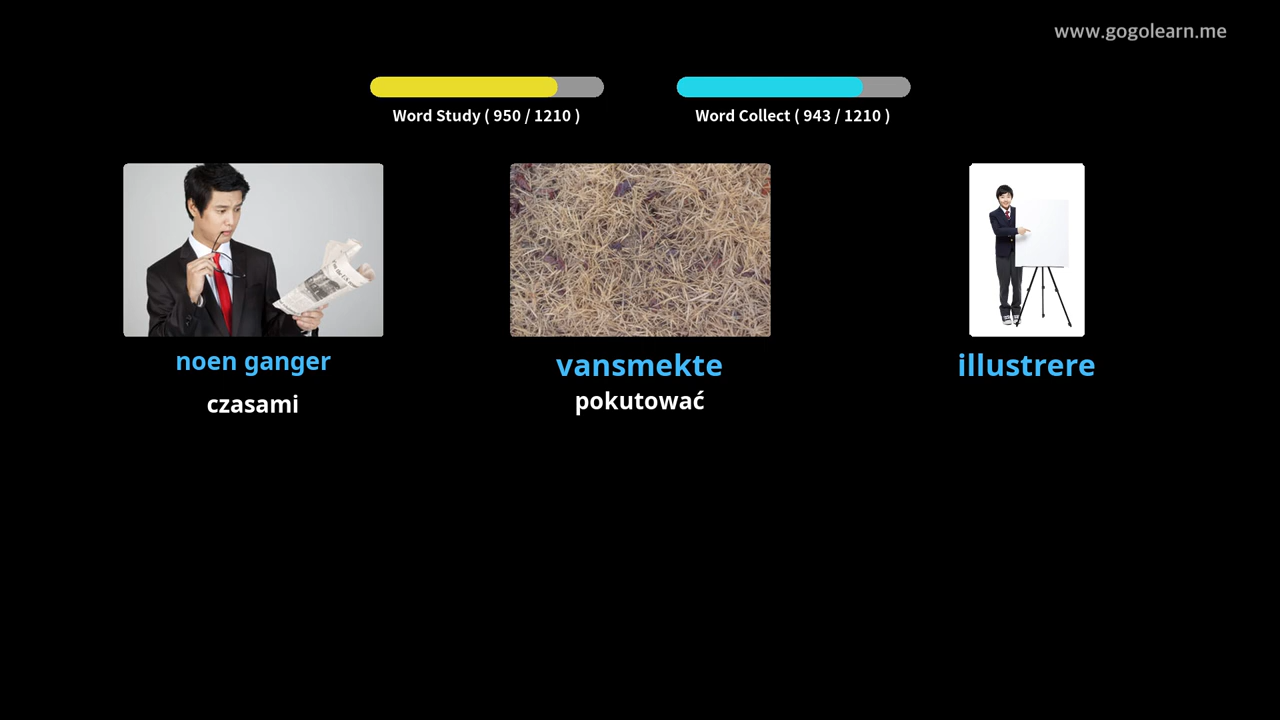 www.gogolearn.me
Word Study ( 950 / 1210 )
Word Collect ( 943 / 1210 )
noen ganger
czasami
vansmekte
pokutować
illustrere